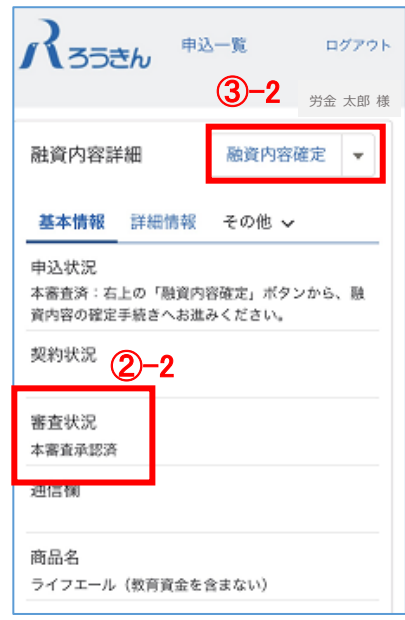 ろうきん
申込一覧
ログアウト
③-2
労金 太郎 様
融資内容詳細
融資内容確定
基本情報
詳細情報
その他
申込状況
本審査済：右上の「融資内容確定」ボタンから、融
資内容の確定手続きへお進みください。
契約状況
②-2
審査状況
本審査承認済
通信欄
商品名
ライフエール（教育資金を含まない）